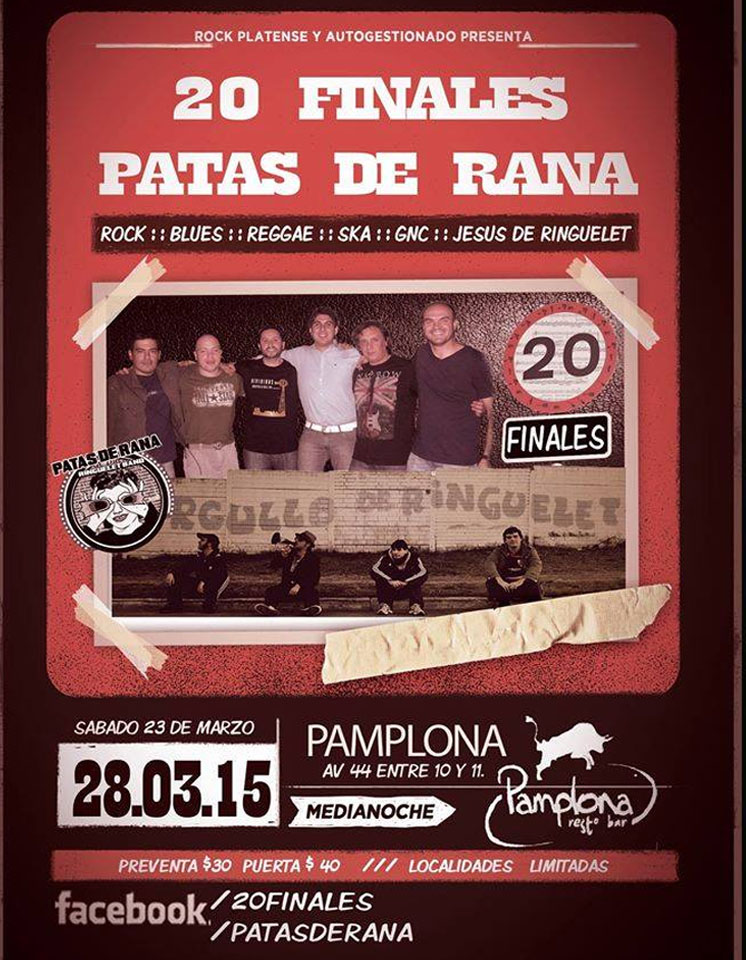 ROCK PLATENSE Y AUTOGESTIONADO PRESENTA
20 FINALES
PATAS DE RANA
ROCK :: BLUES :: REGGAE :: SKA :: GNC :: JESUS DE RINGUELET
20
FINALES
PATAS DE RANA
RINGUELET BAND
RGULLO DE RINGUELET
SABADO 23 DE MARZO
28.03.15
PAMPLONA
AV 44 ENTRE 10 Y 11.
MEDIANOCHE
Pamplona
resto bar
PREVENTA $30 PUERTA $ 40 /// LOCALIDADES LIMITADAS
facebook.
/20FINALES
/PATASDERANA